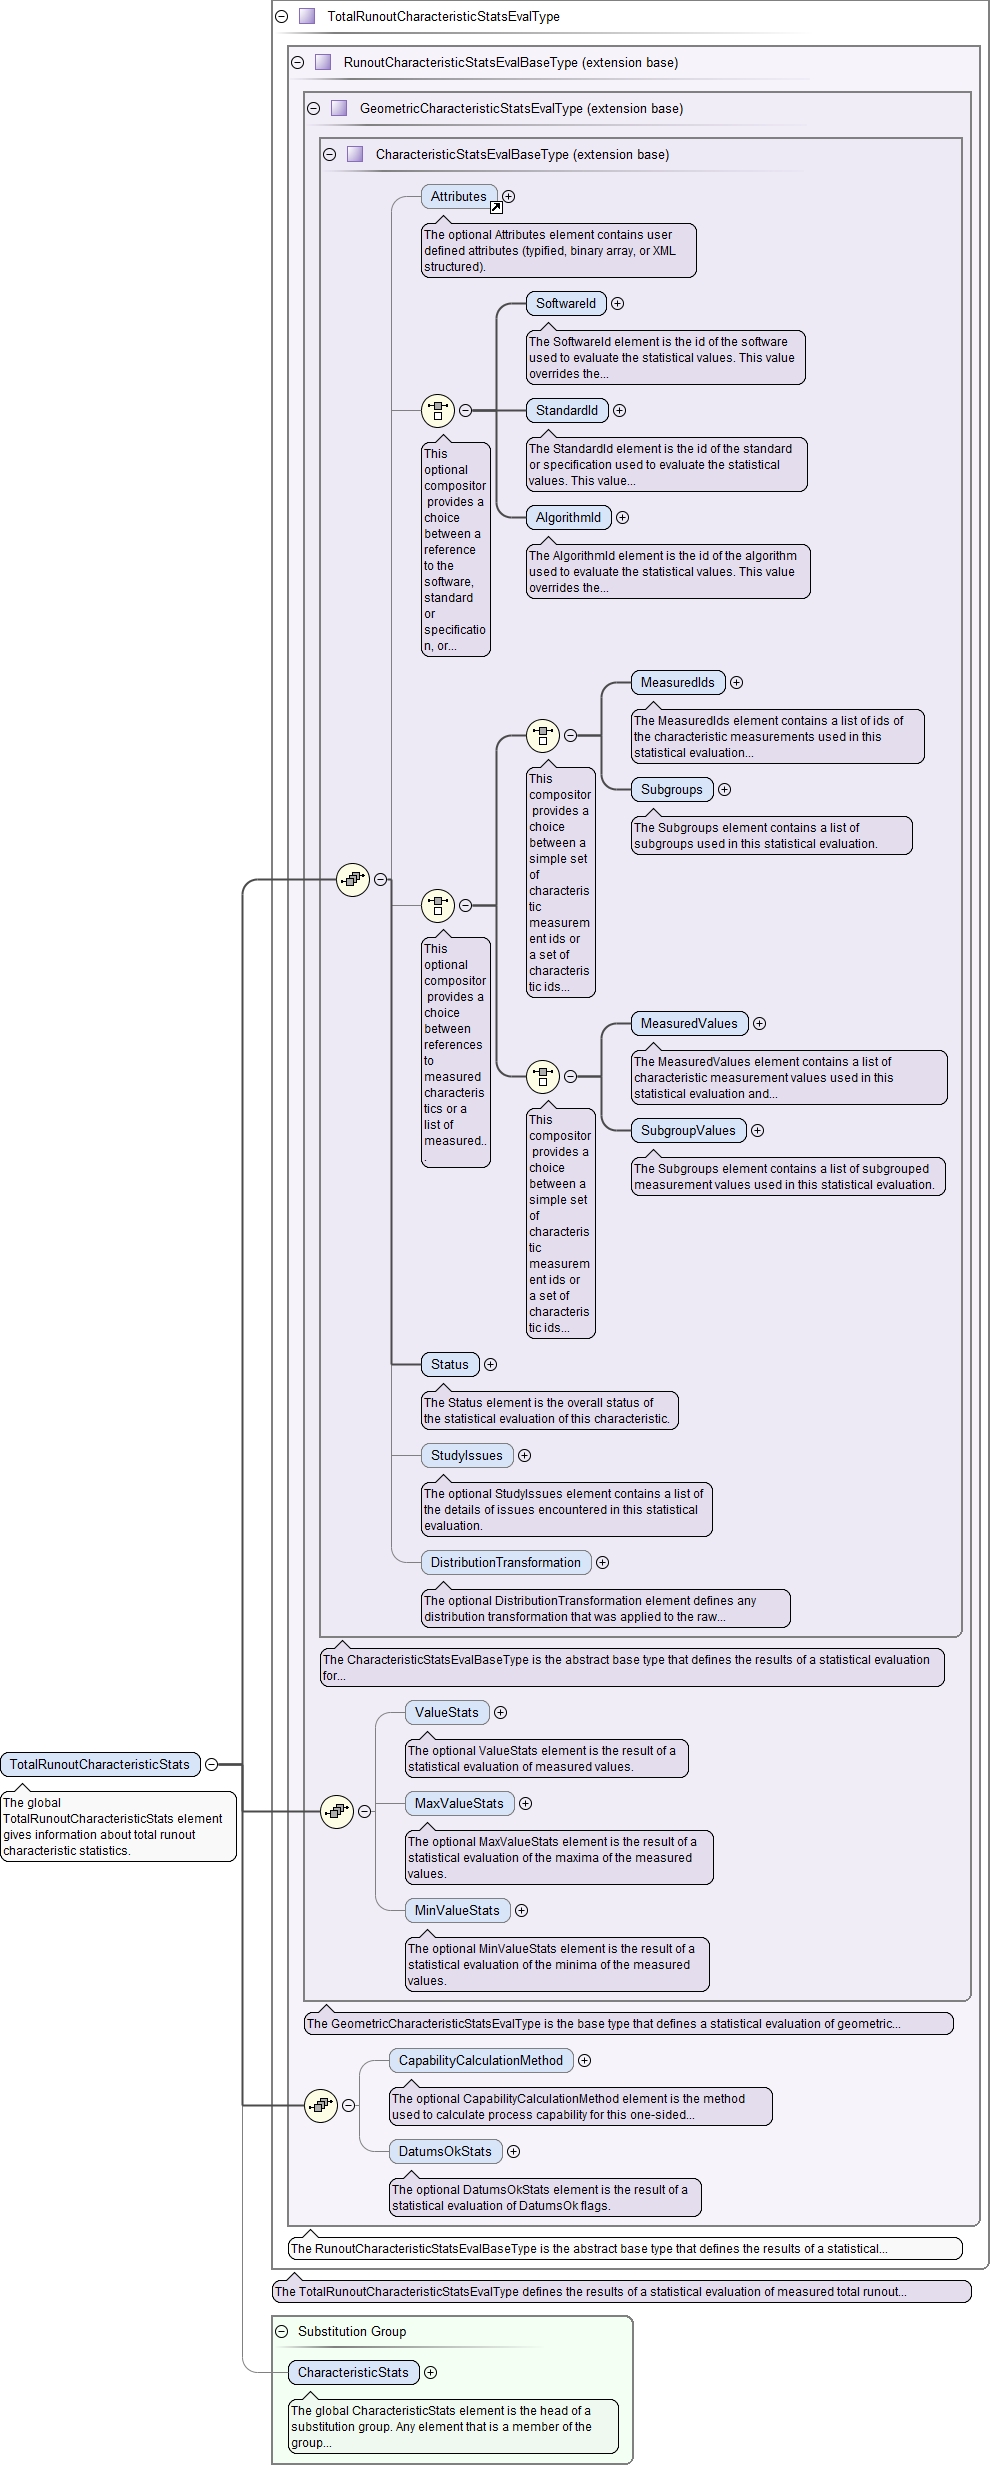 TotalRunoutCharacteristicStatsEvalType
RunoutCharacteristicStatsEvalBaseType (extension base)
GeometricCharacteristicStatsEvalType (extension base)
CharacteristicStatsEvalBaseType (extension base)
Attributes
The optional Attributes element contains user
defined attributes (typified, binary array, or XML
structured).
SoftwareId
The SoftwareId element is the id of the software
used to evaluate the statistical values. This value
overrides the...
StandardId
The StandardId element is the id of the standard
or specification used to evaluate the statistical
values. This value...
AlgorithmId
The AlgorithmId element is the id of the algorithm
used to evaluate the statistical values. This value
overrides the...
This
optional
compositor
provides a
choice
between a
reference
to the
software,
standard
or
specificatio
n, or...
MeasuredIds
The MeasuredIds element contains a list of ids of
the characteristic measurements used in this
statistical evaluation...
Subgroups
The Subgroups element contains a list of
subgroups used in this statistical evaluation.
This
compositor
provides a
choice
between a
simple set
of
characteris
tic
measurem
ent ids or
a set of
characteris
tic ids...
This
optional
compositor
provides a
choice
between
references
to
measured
characteris
tics or a
list of
measured..
.
MeasuredValues
The MeasuredValues element contains a list of
characteristic measurement values used in this
statistical evaluation and...
SubgroupValues
The Subgroups element contains a list of subgrouped
measurement values used in this statistical evaluation.
This
compositor
provides a
choice
between a
simple set
of
characteris
tic
measurem
ent ids or
a set of
characteris
tic ids...
Status
The Status element is the overall status of
the statistical evaluation of this characteristic.
StudyIssues
The optional StudyIssues element contains a list of
the details of issues encountered in this statistical
evaluation.
DistributionTransformation
The optional DistributionTransformation element defines any
distribution transformation that was applied to the raw...
The CharacteristicStatsEvalBaseType is the abstract base type that defines the results of a statistical evaluation
for...
ValueStats
The optional ValueStats element is the result of a
statistical evaluation of measured values.
TotalRunoutCharacteristicStats
The global
TotalRunoutCharacteristicStats element
gives information about total runout
characteristic statistics.
MaxValueStats
The optional MaxValueStats element is the result of a
statistical evaluation of the maxima of the measured
values.
MinValueStats
The optional MinValueStats element is the result of a
statistical evaluation of the minima of the measured
values.
The GeometricCharacteristicStatsEvalType is the base type that defines a statistical evaluation of geometric...
CapabilityCalculationMethod
The optional CapabilityCalculationMethod element is the method
used to calculate process capability for this one-sided...
DatumsOkStats
The optional DatumsOkStats element is the result of a
statistical evaluation of DatumsOk flags.
The RunoutCharacteristicStatsEvalBaseType is the abstract base type that defines the results of a statistical...
The TotalRunoutCharacteristicStatsEvalType defines the results of a statistical evaluation of measured total runout...
Substitution Group
CharacteristicStats
The global CharacteristicStats element is the head of a
substitution group. Any element that is a member of the
group...